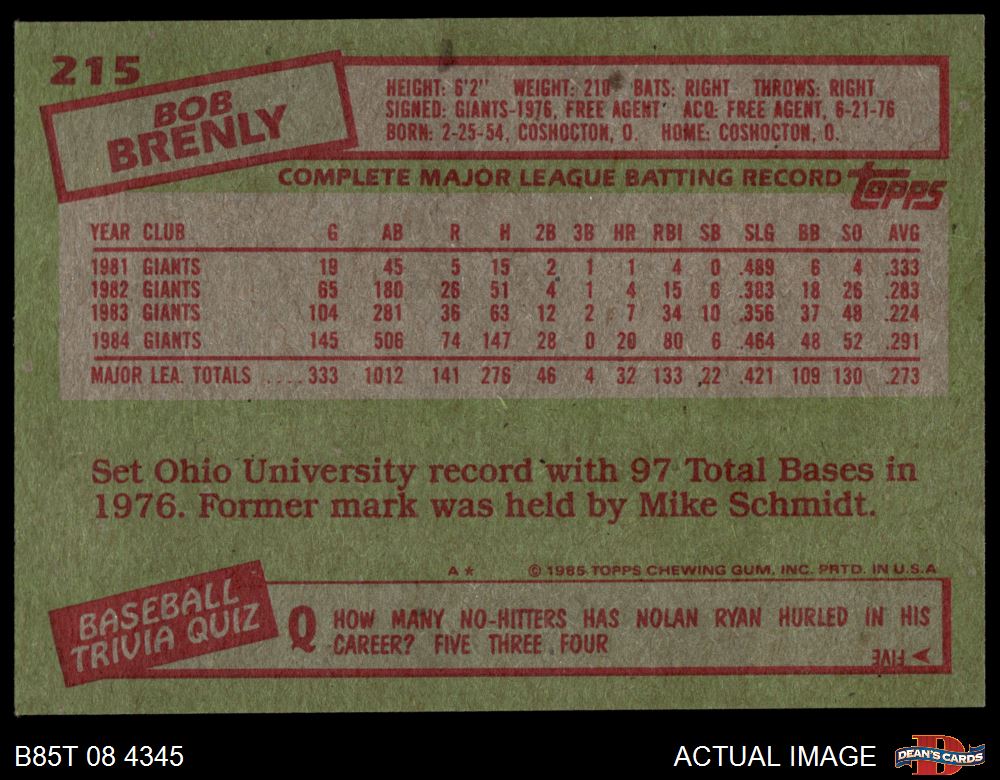 215
BOB
BRENLY
HEIGHT: 6'2" WEIGHT: 210 BATS: RIGHT THROWS: RIGHT
SIGNED: GIANTS-1976, FREE AGENT ACQ: FREE AGENT, 6-21-76
BORN: 2-25-54, COSHOCTON, O. HOME: COSHOCTON, O.
COMPLETE MAJOR LEAGUE BATTING RECORD topps
YEAR CLUB G AB R H 2B 3B HR RBI SB SLG BB SO AVG
1981 GIANTS 19 45 5 15 2 1 1 4 0 .489 6 4 .333
1982 GIANTS 65 180 26 51 4 1 4 15 6 .383 18 26 .283
1983 GIANTS 104 281 36 63 12 2 7 34 10 .356 37 48 .224
1984 GIANTS 145 506 74 147 28 0 20 80 6 .464 48 52 .291
MAJOR LEA. TOTALS .... 333 1012 141 276 46 4 32 133 22 .421 109 130 .273
Set Ohio University record with 97 Total Bases in
1976. Former mark was held by Mike Schmidt.
A* © 1985 TOPPS CHEWING GUM, INC. PRTD. IN U.S.A
BASEBALL
TRIVIA QUIZ
Q HOW MANY NO-HITTERS HAS NOLAN RYAN HURLED IN HIS
CAREER? FIVE THREE FOUR
FIVE
B85T 08 4345
ACTUAL IMAGE
D
DEAN'S CARDS